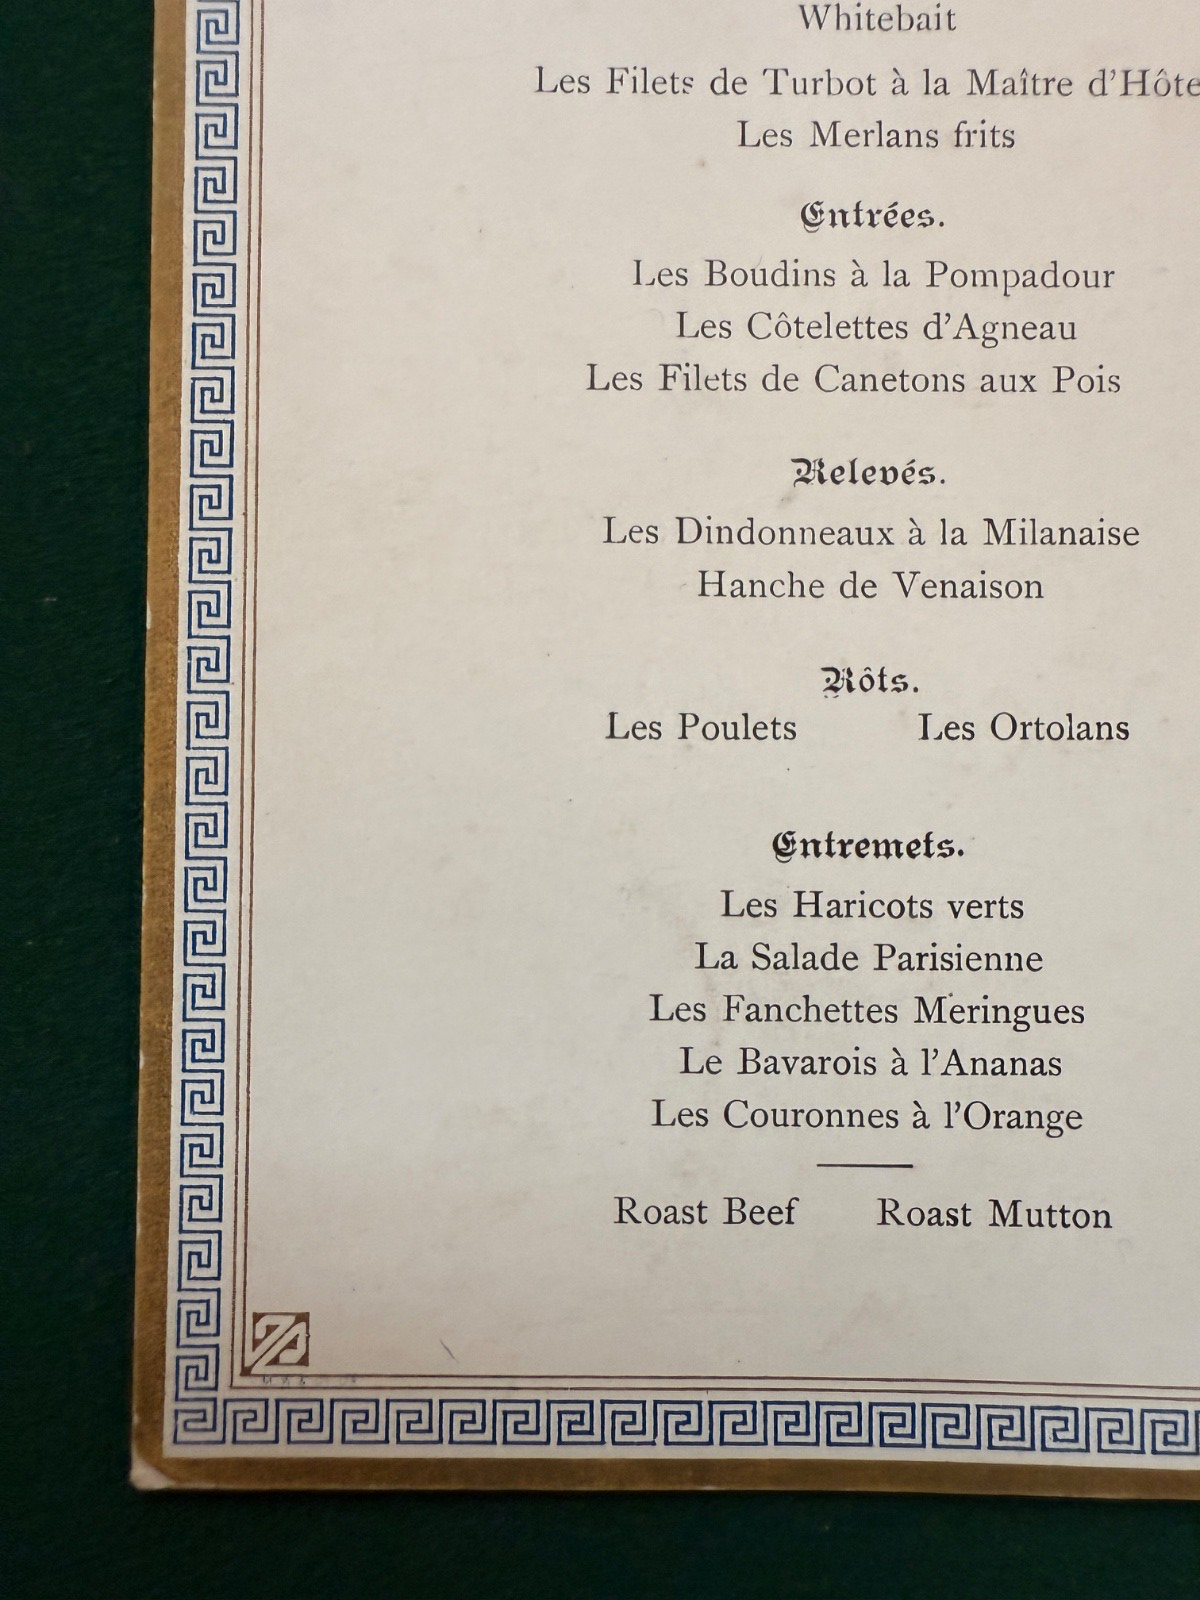 Whitebait
Les Filets de Turbot à la Maître d'Hôte
Les Merlans frits
Entrées.
Les Boudins à la Pompadour
Les Côtelettes d'Agneau
Les Filets de Canetons aux Pois
Relevés.
Les Dindonneaux à la Milanaise
Hanche de Venaison
Rôts.
Les Poulets Les Ortolans
Entremets.
Les Haricots verts
La Salade Parisienne
Les Fanchettes Meringues
Le Bavarois à l'Ananas
Les Couronnes à l'Orange
Roast Beef Roast Mutton